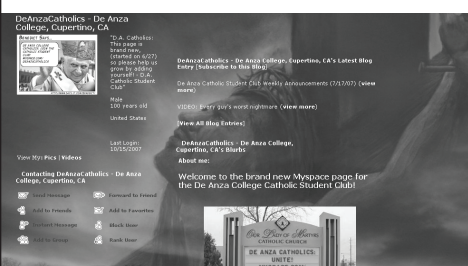 DeAnzaCatholics - De Anza
College, Cupertino, CA
BENEDICT SAYS...
"D.A. Catholics:
This page is
brand new,
(started on 6/27)
so please help us
grow by adding
yourself! - D.A.
Catholic Student
Club"
Male
100 years old
United States
Last Login:
10/15/2007
View My: Pics | Videos
Contacting DeAnzaCatholics - De Anza
College, Cupertino, CA
Send Message
Forward to Friend
Add to Friends
Add to Favorites
Instant Message
Block User
Add to Group
Rank User
DeAnzaCatholics - De Anza College, Cupertino, CA's Latest Blog
Entry [Subscribe to this Blog]
De Anza Catholic Student Club Weekly Announcements (7/17/07) (view
more)
VIDEO: Every guy's worst nightmare (view more)
[View All Blog Entries]
DeAnzaCatholics - De Anza College,
Cupertino, CA's Blurbs
About me:
Welcome to the brand new Myspace page for
the De Anza College Catholic Student Club!
OUR LADY OF MARTYRS
CATHOLIC CHURCH
DE ANZA CATHOLICS:
UNITE!